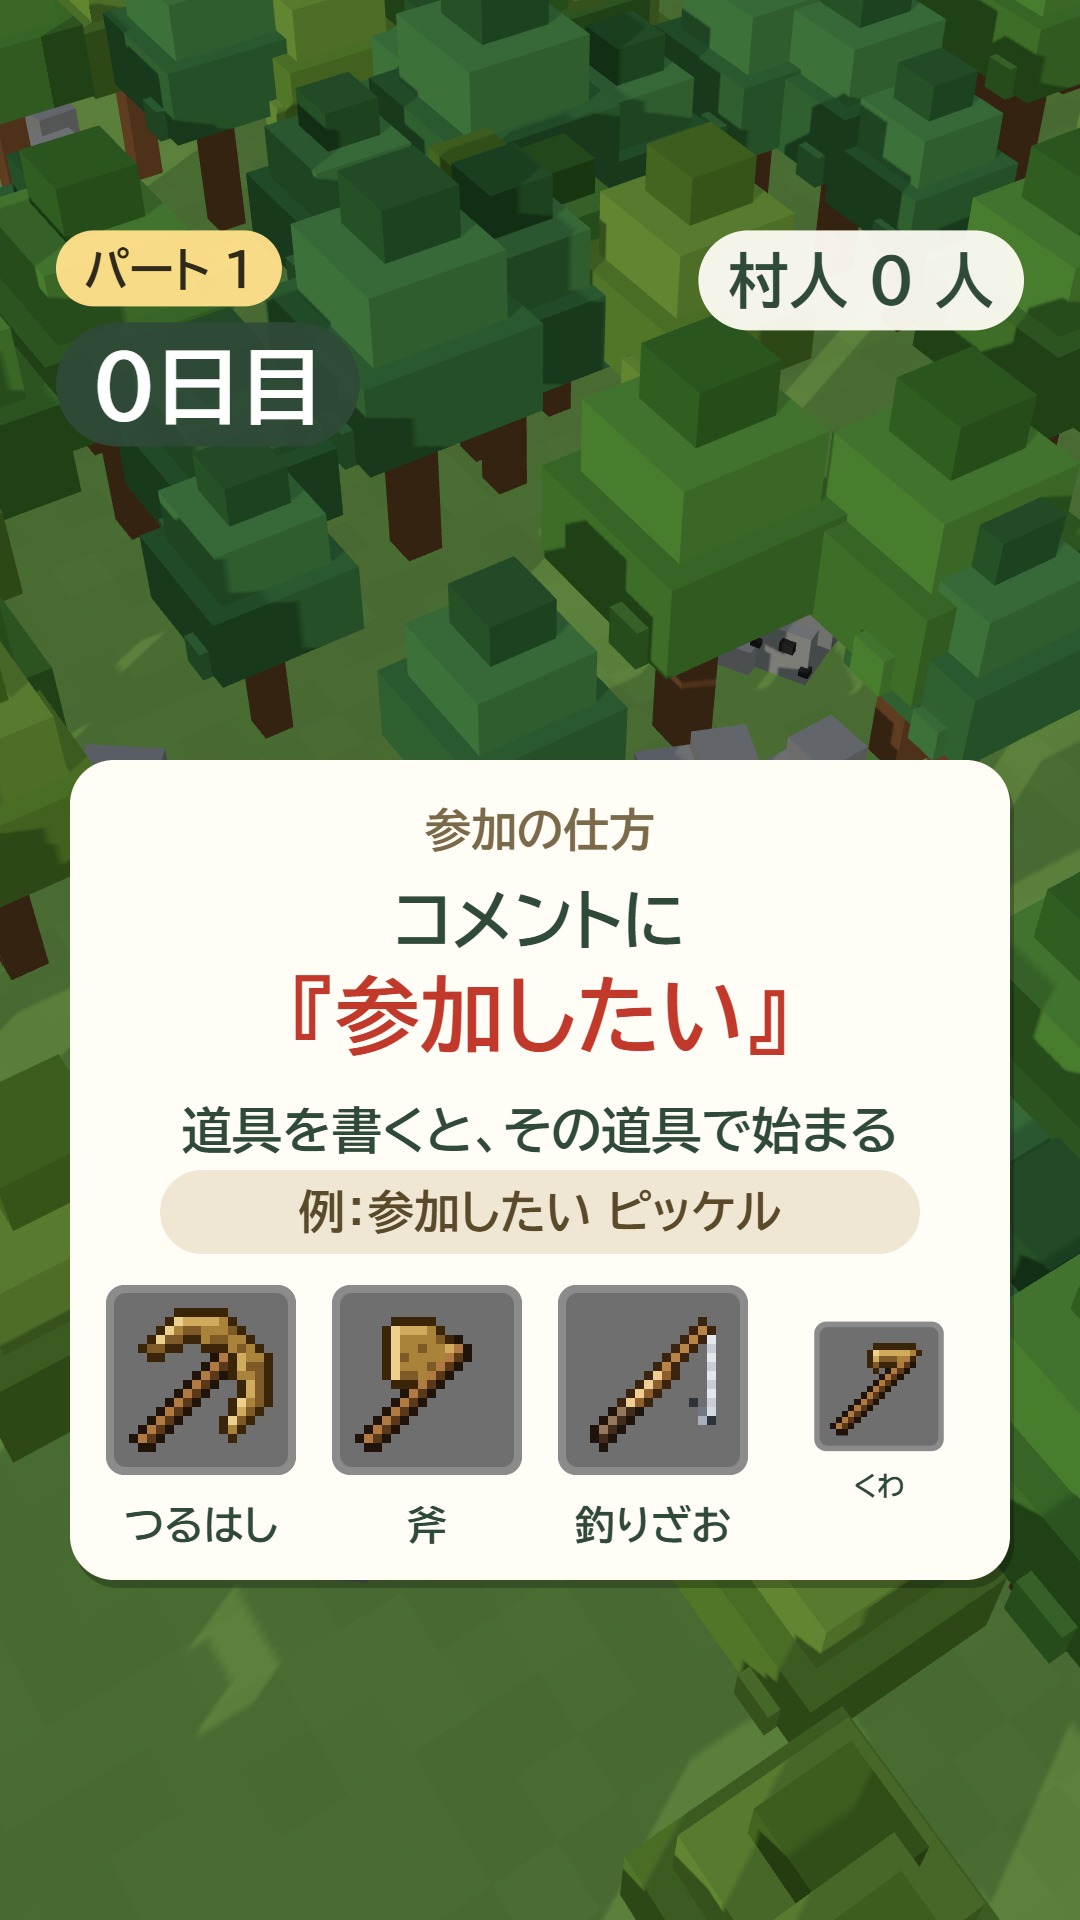 パート 1
村人 0 人
0日目
参加の仕方
コメントに
『参加したい』
道具を書くと、その道具で始まる
例：参加したい ピッケル
つるはし
斧
釣りざお
くわ